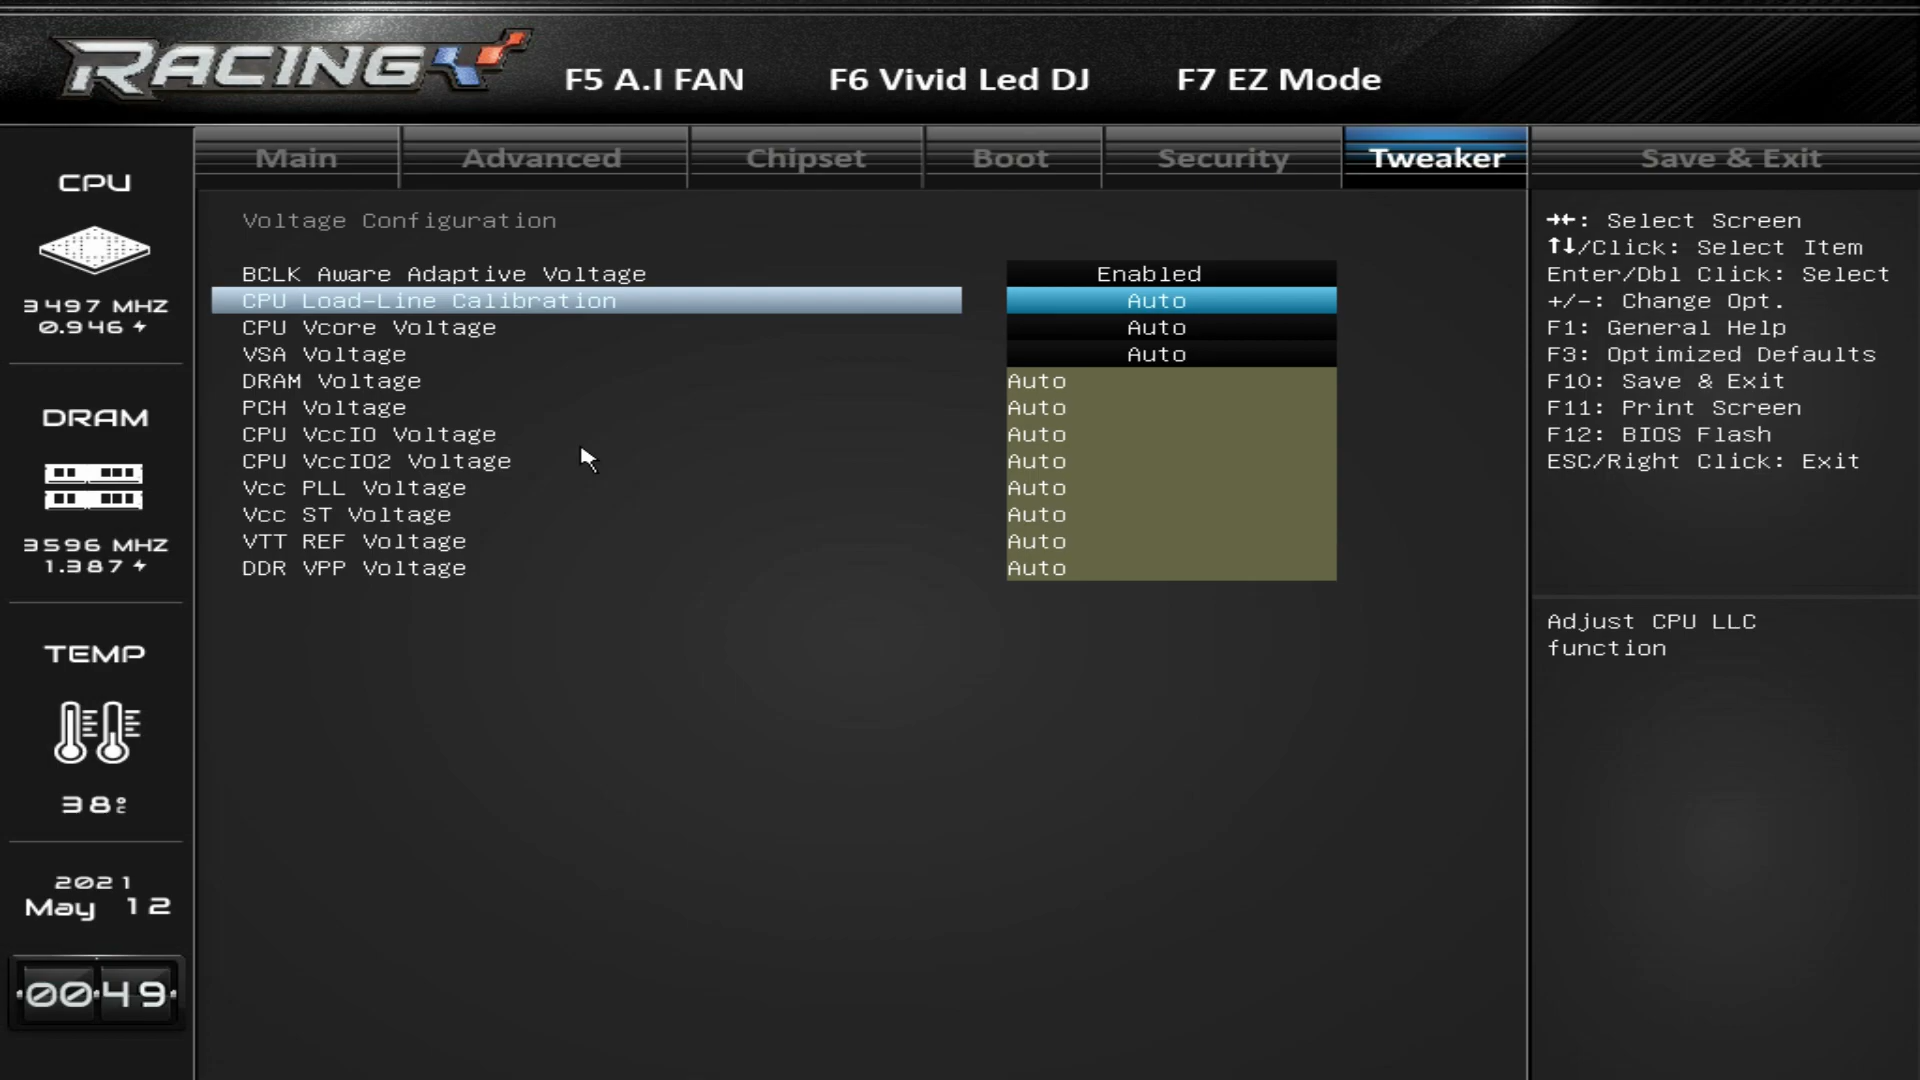 RACING
F5 A.I FAN
F6 Vivid Led DJ
F7 EZ Mode
Main
Advanced
Chipset
Boot
Security
Tweaker
Save & Exit
CPU
3497 MHZ
0.946
DRAM
3596 MHZ
1.387
TEMP
38°C
2021
May 12
00:49
Voltage Configuration
BCLK Aware Adaptive Voltage Enabled
CPU Load-Line Calibration Auto
CPU Vcore Voltage Auto
VSA Voltage Auto
DRAM Voltage Auto
PCH Voltage Auto
CPU VccIO Voltage Auto
CPU VccIO2 Voltage Auto
Vcc PLL Voltage Auto
Vcc ST Voltage Auto
VTT REF Voltage Auto
DDR VPP Voltage Auto
→←: Select Screen
↑↓/Click: Select Item
Enter/Dbl Click: Select
+/-: Change Opt.
F1: General Help
F3: Optimized Defaults
F10: Save & Exit
F11: Print Screen
F12: BIOS Flash
ESC/Right Click: Exit
Adjust CPU LLC
function